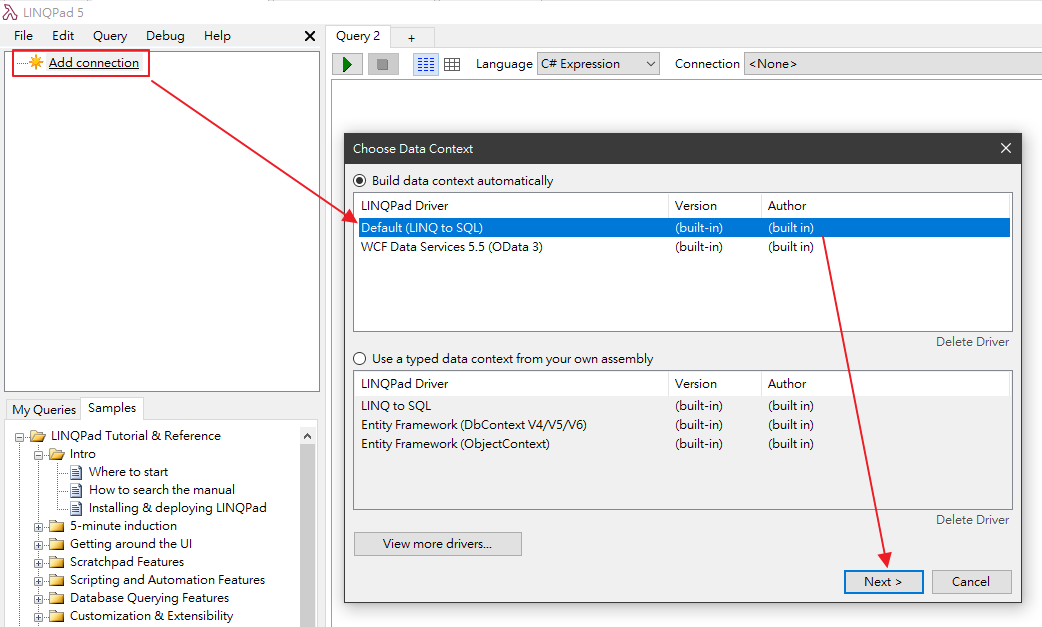 LINQPad 5
File Edit Query Debug Help
Add connection
Query 2 +
Language C# Expression Connection <None>
Choose Data Context
Build data context automatically
LINQPad Driver Version Author
Default (LINQ to SQL) (built-in) (built in)
WCF Data Services 5.5 (OData 3) (built-in) (built in)
Delete Driver
Use a typed data context from your own assembly
LINQPad Driver Version Author
LINQ to SQL (built-in) (built in)
Entity Framework (DbContext V4/V5/V6) (built-in) (built in)
Entity Framework (ObjectContext) (built-in) (built in)
Delete Driver
View more drivers...
Next > Cancel
My Queries Samples
LINQPad Tutorial & Reference
Intro
Where to start
How to search the manual
Installing & deploying LINQPad
5-minute induction
Getting around the UI
Scratchpad Features
Scripting and Automation Features
Database Querying Features
Customization & Extensibility